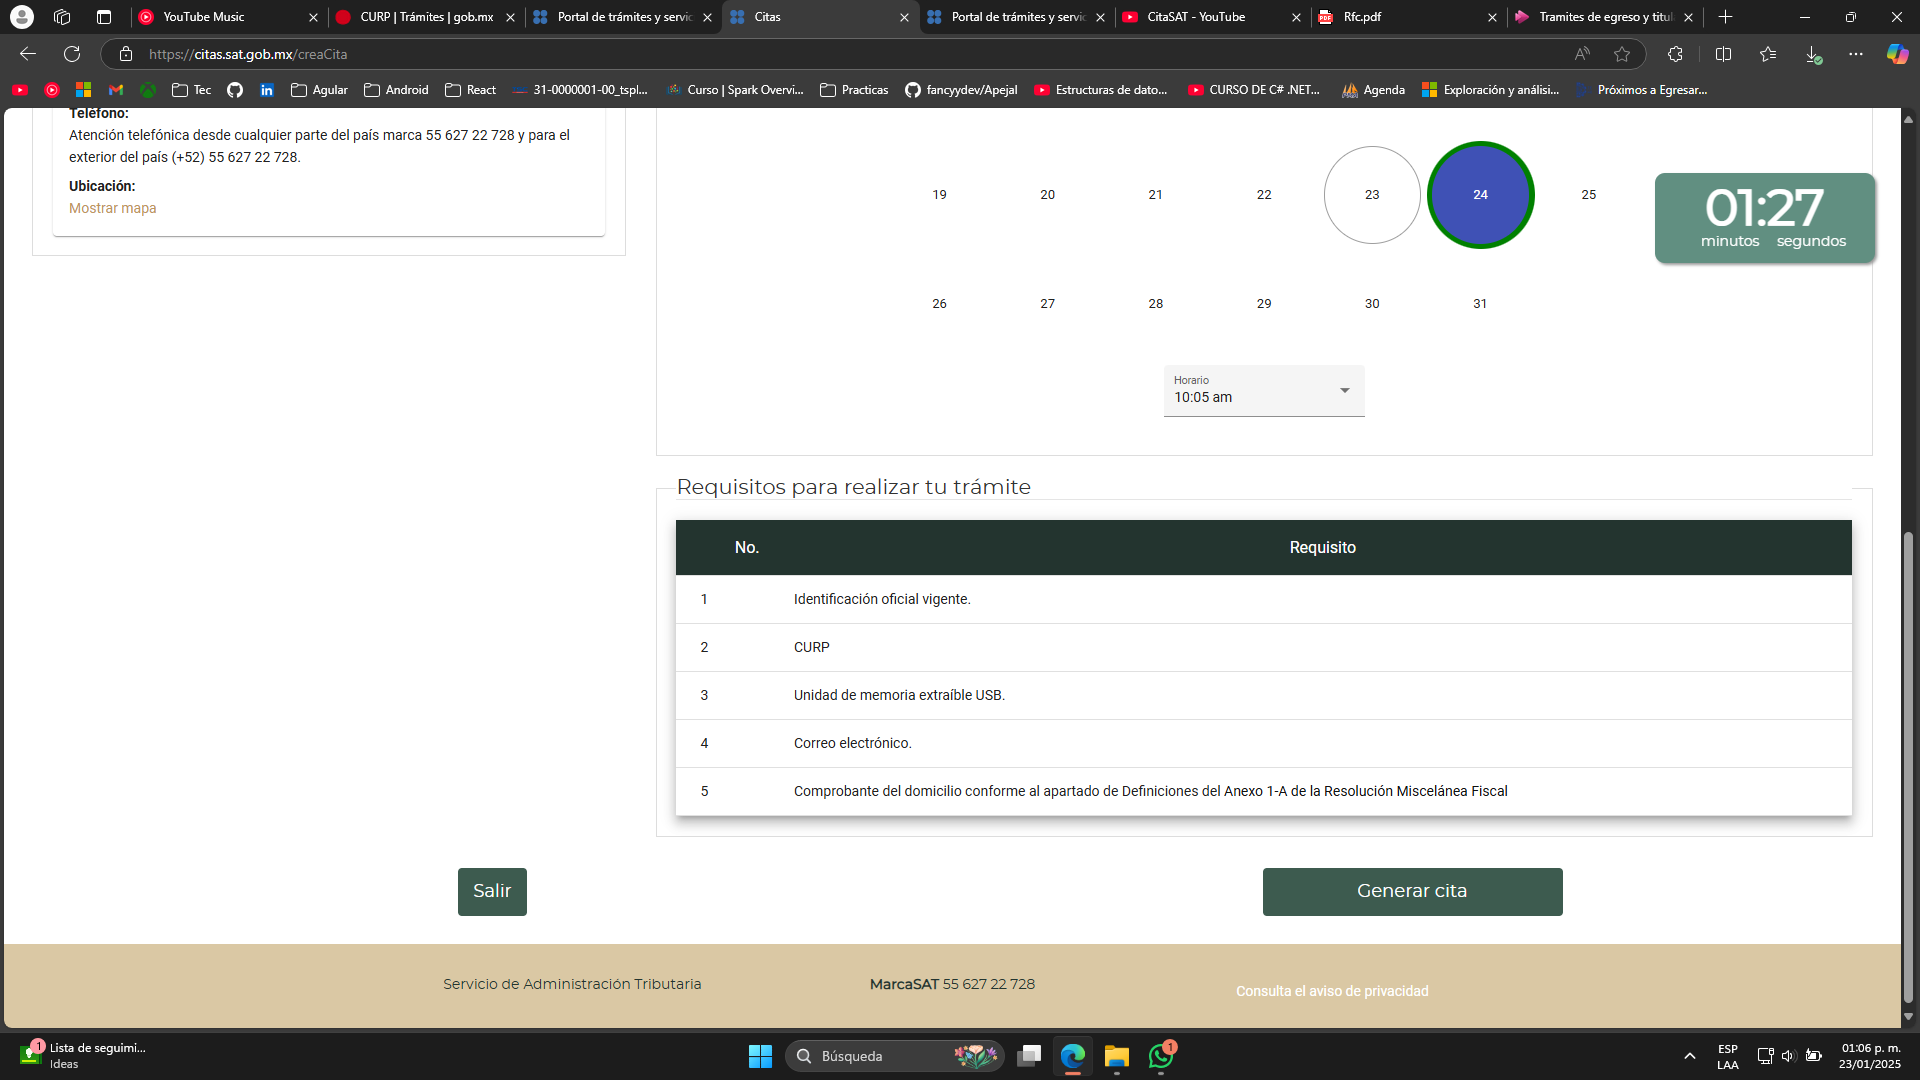 YouTube Music
CURP | Trámites | gob.mx
Portal de trámites y servic
Citas
Portal de trámites y servic
CitaSAT - YouTube
Rfc.pdf
Tramites de egreso y titul
https://citas.sat.gob.mx/creaCita
Tec
Agular
Android
React
31-0000001-00_tspl...
Curso | Spark Overvi...
Practicas
fancyydev/Apejal
Estructuras de dato...
CURSO DE C# .NET...
Agenda
Exploración y análisi...
Próximos a Egresar...
Teléfono:
Atención telefónica desde cualquier parte del país marca 55 627 22 728 y para el
exterior del país (+52) 55 627 22 728.
Ubicación:
Mostrar mapa
19 20 21 22 23 24 25
01:27
minutos segundos
26 27 28 29 30 31
Horario
10:05 am
Requisitos para realizar tu trámite
No. Requisito
1 Identificación oficial vigente.
2 CURP
3 Unidad de memoria extraíble USB.
4 Correo electrónico.
5 Comprobante del domicilio conforme al apartado de Definiciones del Anexo 1-A de la Resolución Miscelánea Fiscal
Salir
Generar cita
Servicio de Administración Tributaria
MarcaSAT 55 627 22 728
Consulta el aviso de privacidad
1
Lista de seguimi...
Ideas
Búsqueda
1
ESP
LAA
01:06 p. m.
23/01/2025